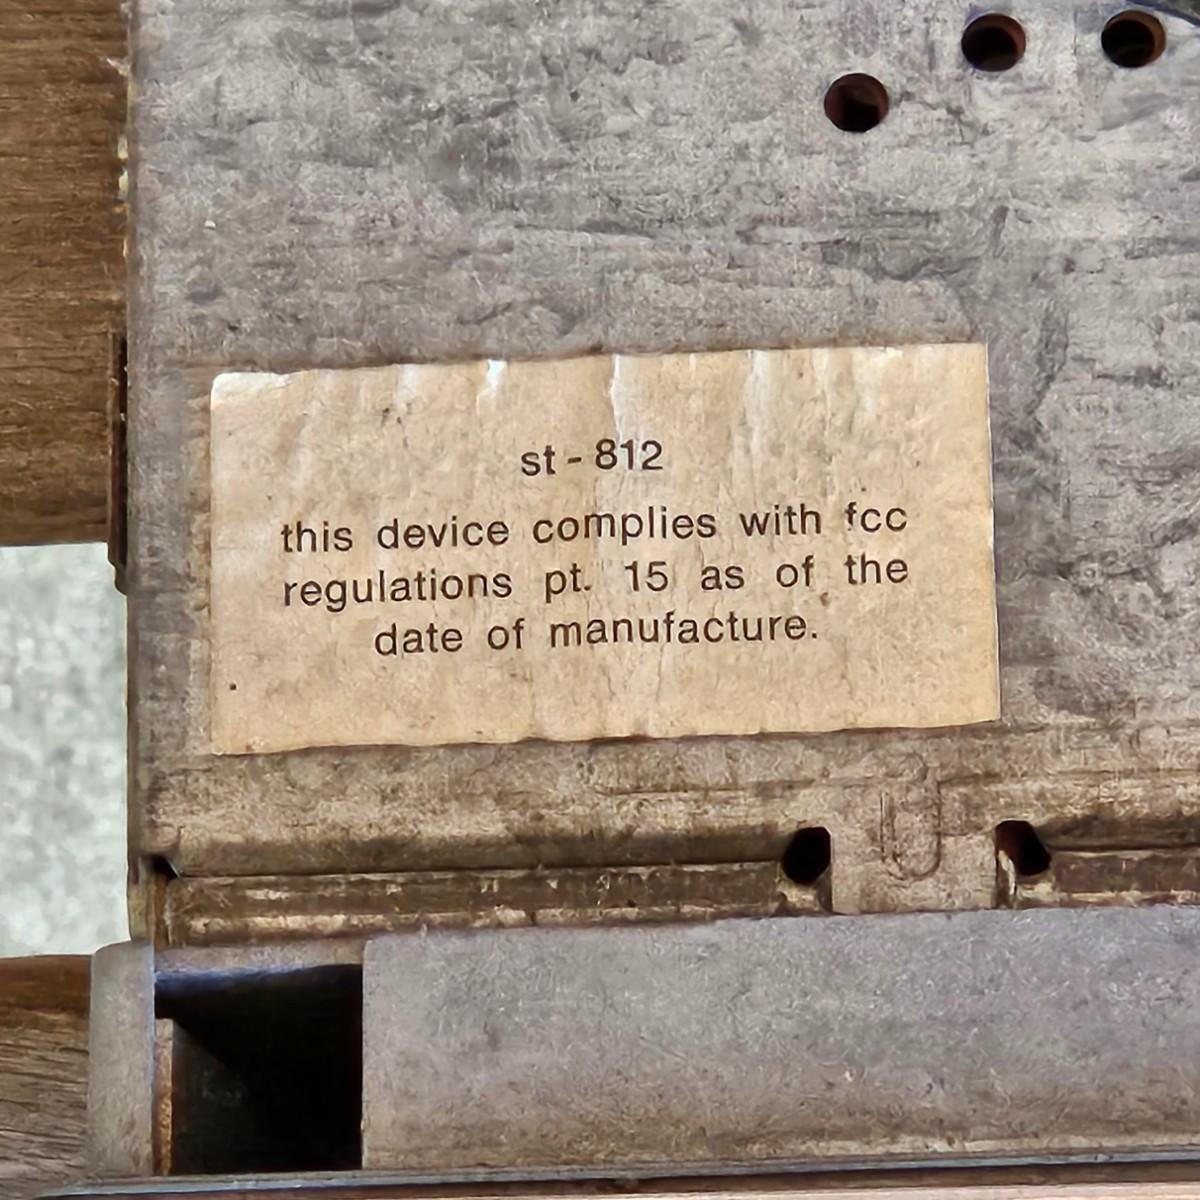 st - 812
this device complies with fcc
regulations pt. 15 as of the
date of manufacture.